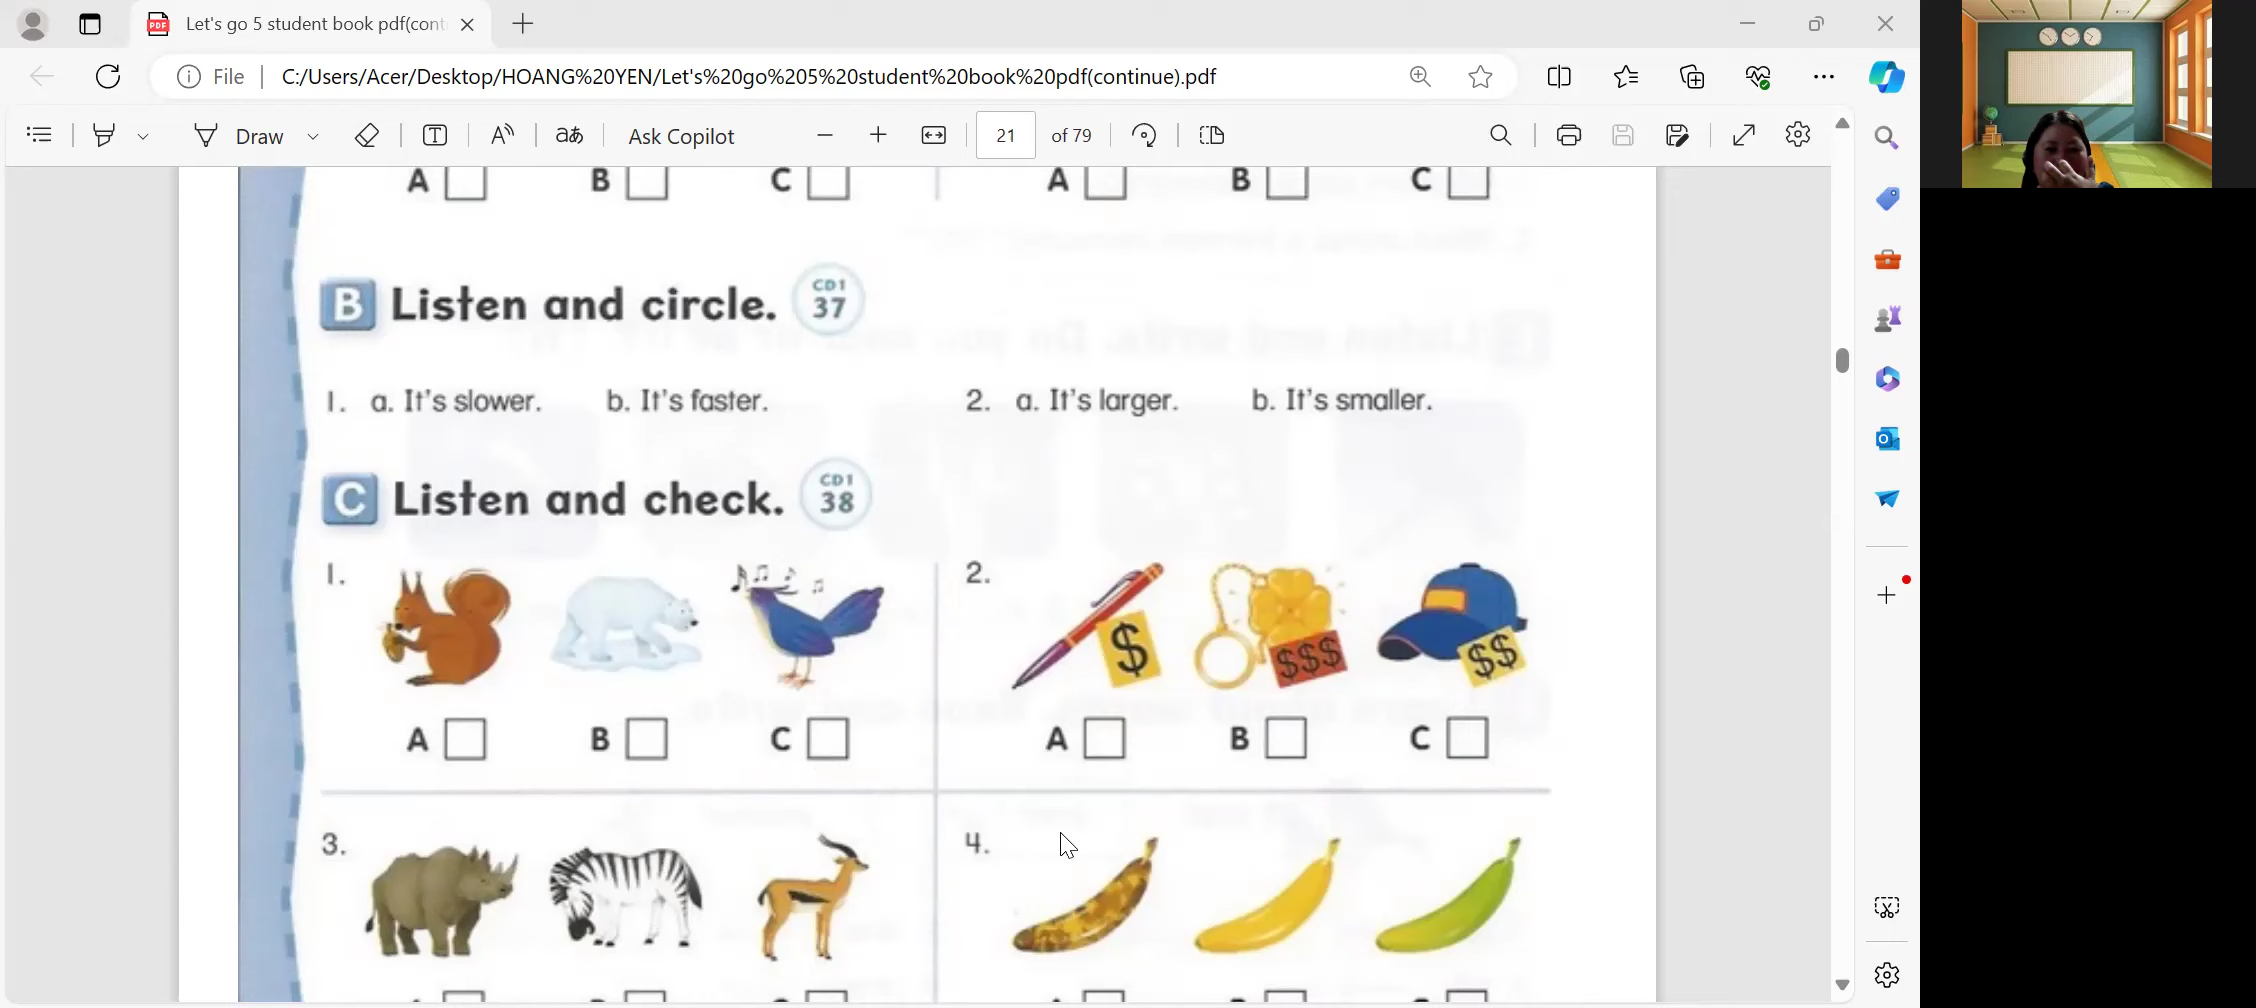 Let's go 5 student book pdf(cont
File
C:/Users/Acer/Desktop/HOANG%20YEN/Let's%20go%205%20student%20book%20pdf(continue).pdf
Draw
Ask Copilot
21 of 79
A B C A B C
B Listen and circle. CD1 37
1. a. It's slower. b. It's faster. 2. a. It's larger. b. It's smaller.
C Listen and check. CD1 38
1. 2.
$ $$$ $$
A B C A B C
3. 4.